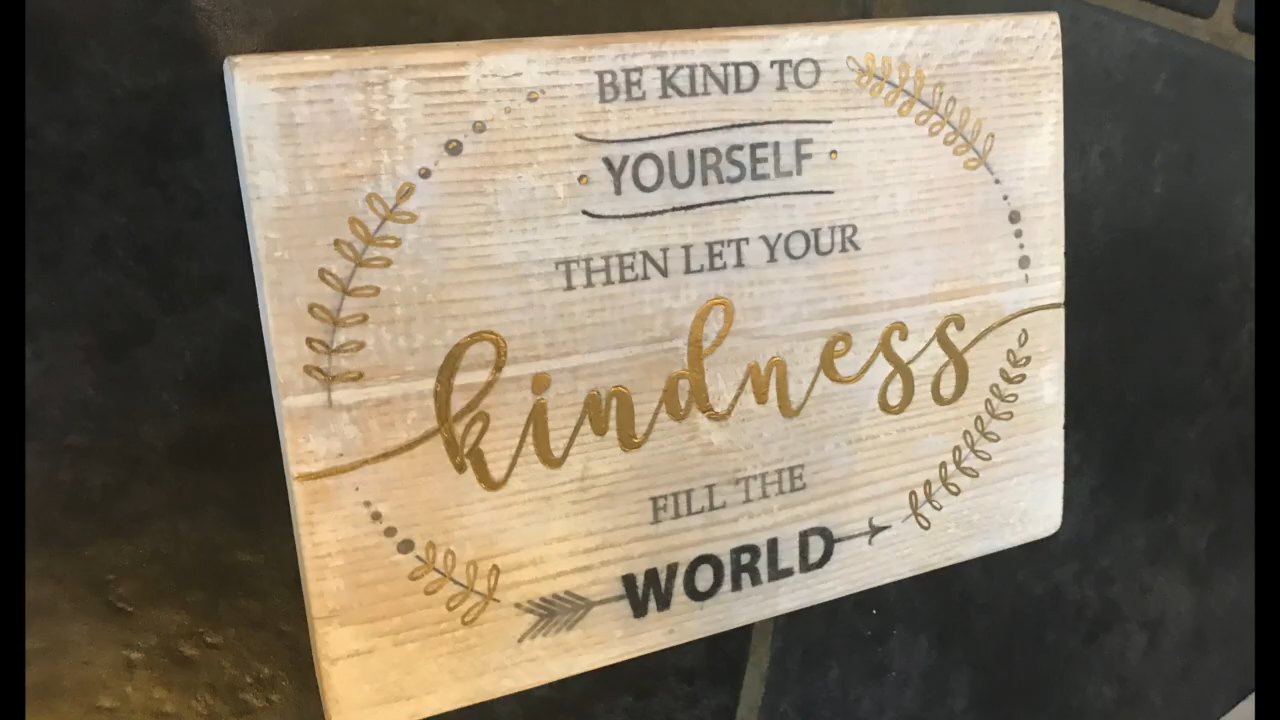 BE KIND TO
YOURSELF
THEN LET YOUR
kindness
FILL THE
WORLD